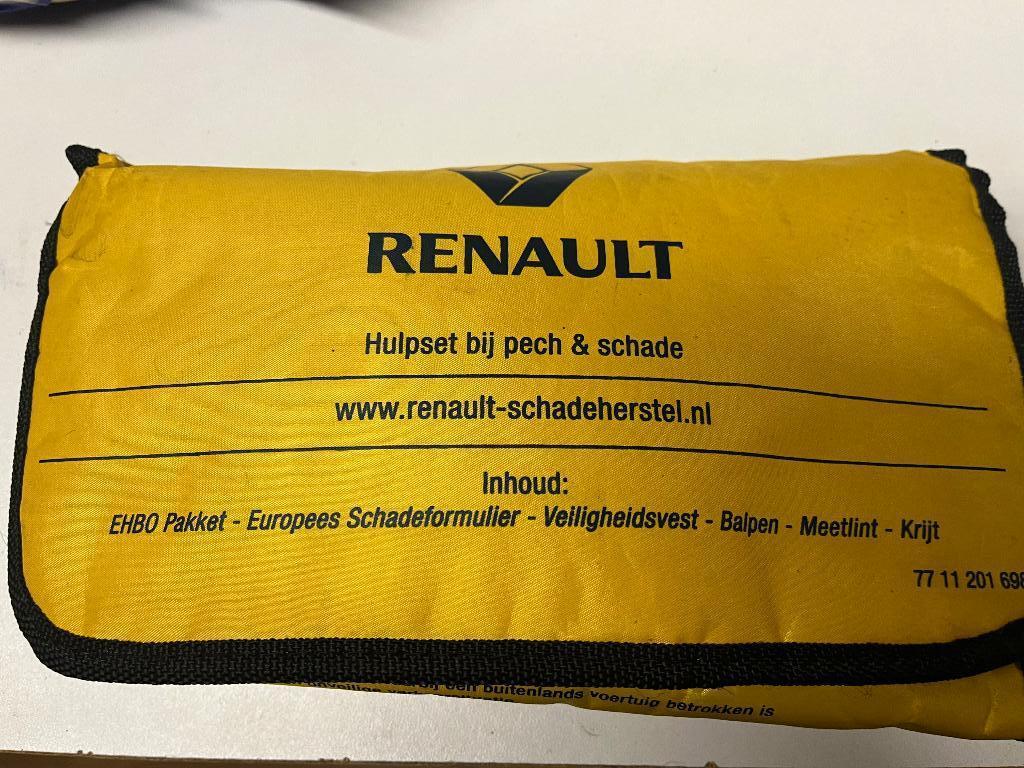 RENAULT
Hulpset bij pech & schade
www.renault-schadeherstel.nl
Inhoud:
EHBO Pakket - Europees Schadeformulier - Veiligheidsvest - Balpen - Meetlint - Krijt
77 11 201 698
een buitenlands voertuig betrokken is